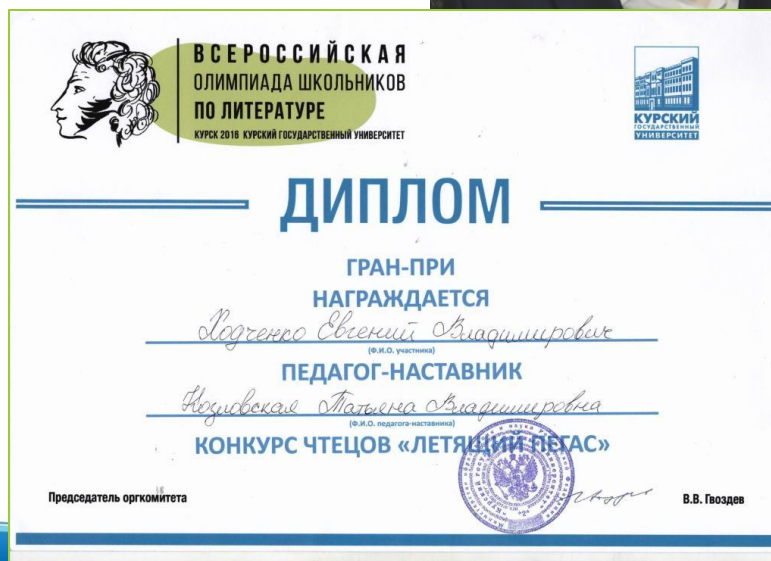 ВСЕРОССИЙСКАЯ
ОЛИМПИАДА ШКОЛЬНИКОВ
ПО ЛИТЕРАТУРЕ
КУРСК 2016 КУРСКИЙ ГОСУДАРСТВЕННЫЙ УНИВЕРСИТЕТ
КУРСКИЙ
ГОСУДАРСТВЕННЫЙ
УНИВЕРСИТЕТ
ДИПЛОМ
ГРАН-ПРИ
НАГРАЖДАЕТСЯ
Ходченко Евгений Владимирович
(Ф.И.О. участника)
ПЕДАГОГ-НАСТАВНИК
Козловская Татьяна Владимировна
(Ф.И.О. педагога-наставника)
КОНКУРС ЧТЕЦОВ «ЛЕТЯЩИЙ ПЕГАС»
Председатель оргкомитета
В.В. Гвоздев